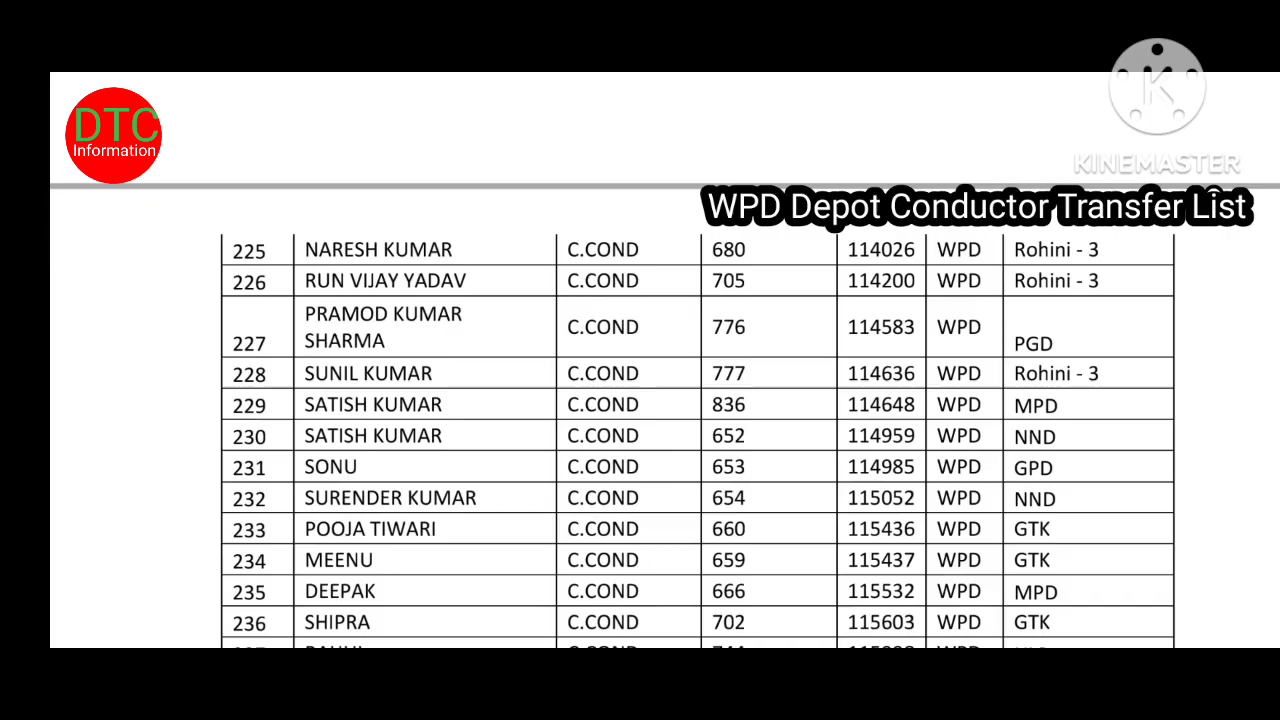 DTC
Information
KINEMASTER
WPD Depot Conductor Transfer List
225 NARESH KUMAR C.COND 680 114026 WPD Rohini - 3
226 RUN VIJAY YADAV C.COND 705 114200 WPD Rohini - 3
227 PRAMOD KUMAR SHARMA C.COND 776 114583 WPD PGD
228 SUNIL KUMAR C.COND 777 114636 WPD Rohini - 3
229 SATISH KUMAR C.COND 836 114648 WPD MPD
230 SATISH KUMAR C.COND 652 114959 WPD NND
231 SONU C.COND 653 114985 WPD GPD
232 SURENDER KUMAR C.COND 654 115052 WPD NND
233 POOJA TIWARI C.COND 660 115436 WPD GTK
234 MEENU C.COND 659 115437 WPD GTK
235 DEEPAK C.COND 666 115532 WPD MPD
236 SHIPRA C.COND 702 115603 WPD GTK